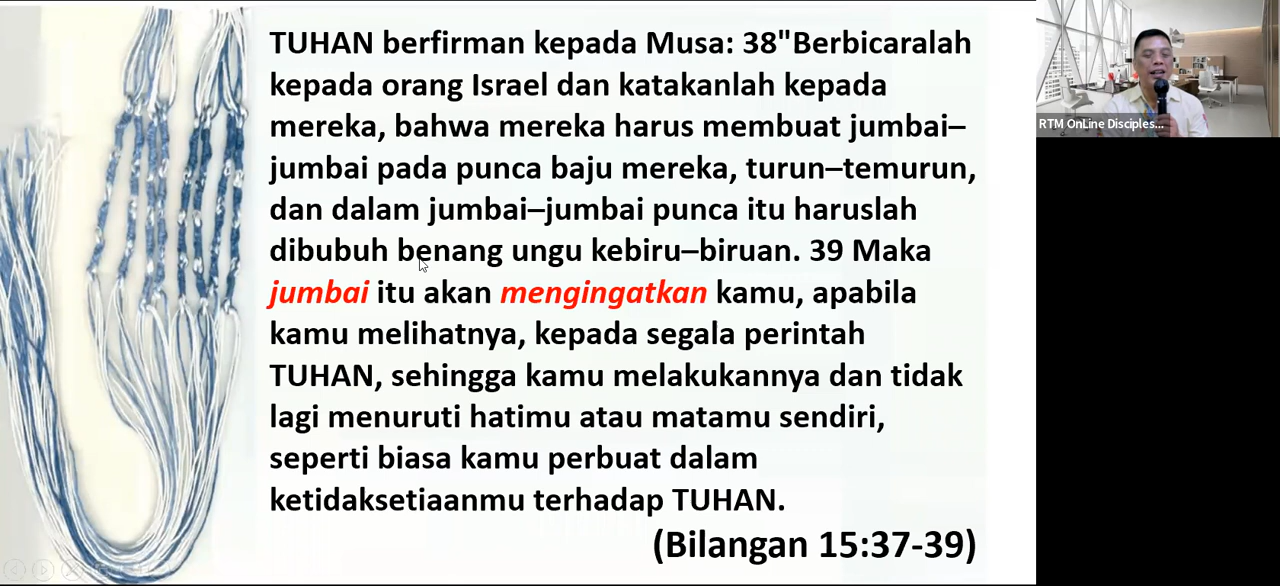 TUHAN berfirman kepada Musa: 38"Berbicaralah
kepada orang Israel dan katakanlah kepada
mereka, bahwa mereka harus membuat jumbai–
jumbai pada punca baju mereka, turun–temurun,
dan dalam jumbai–jumbai punca itu haruslah
dibubuh benang ungu kebiru–biruan. 39 Maka
jumbai itu akan mengingatkan kamu, apabila
kamu melihatnya, kepada segala perintah
TUHAN, sehingga kamu melakukannya dan tidak
lagi menuruti hatimu atau matamu sendiri,
seperti biasa kamu perbuat dalam
ketidaksetiaanmu terhadap TUHAN.
(Bilangan 15:37-39)
RTM OnLine Disciples...